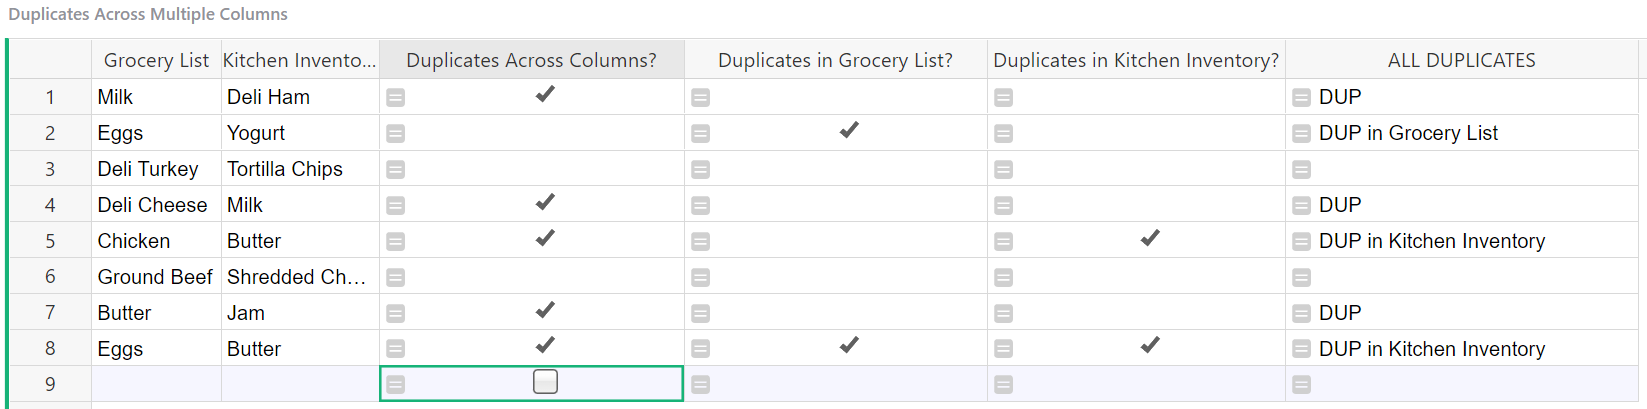 Duplicates Across Multiple Columns
Grocery List Kitchen Invento... Duplicates Across Columns? Duplicates in Grocery List? Duplicates in Kitchen Inventory? ALL DUPLICATES
1 Milk Deli Ham DUP
2 Eggs Yogurt DUP in Grocery List
3 Deli Turkey Tortilla Chips
4 Deli Cheese Milk DUP
5 Chicken Butter DUP in Kitchen Inventory
6 Ground Beef Shredded Ch...
7 Butter Jam DUP
8 Eggs Butter DUP in Kitchen Inventory
9